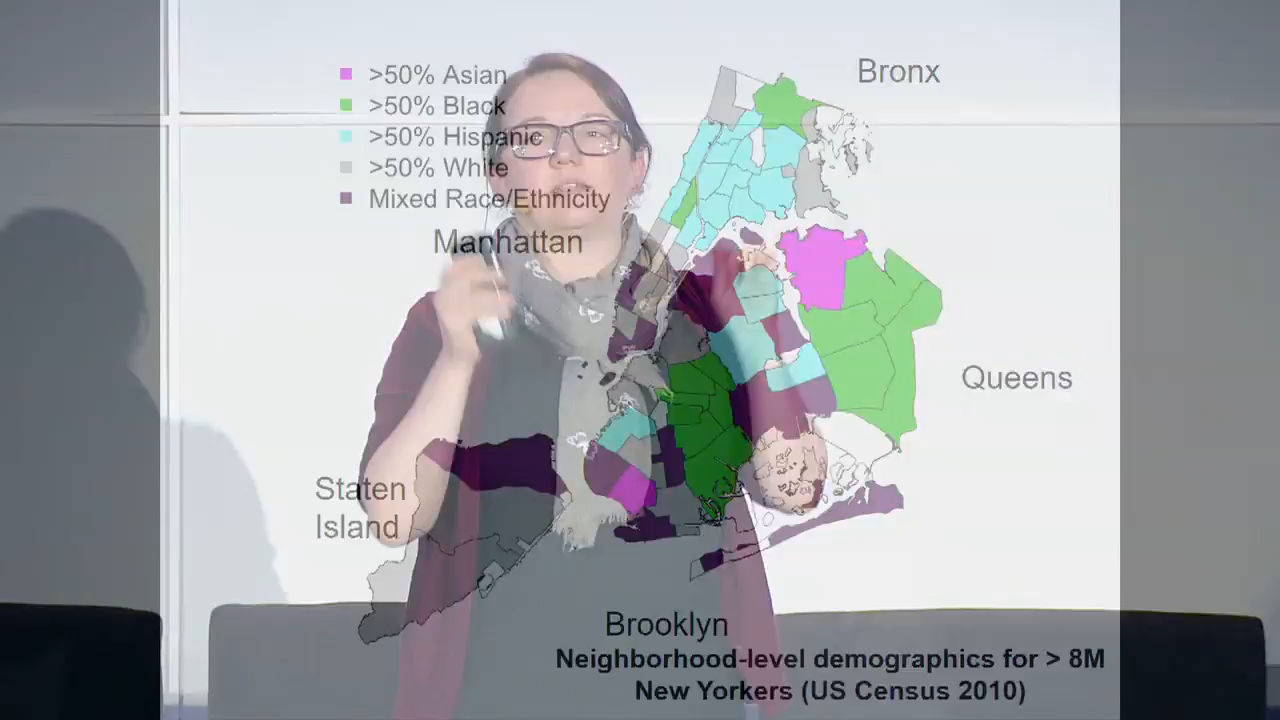 >50% Asian
>50% Black
>50% Hispanic
>50% White
Mixed Race/Ethnicity
Bronx
Manhattan
Queens
Staten
Island
Brooklyn
Neighborhood-level demographics for > 8M
New Yorkers (US Census 2010)